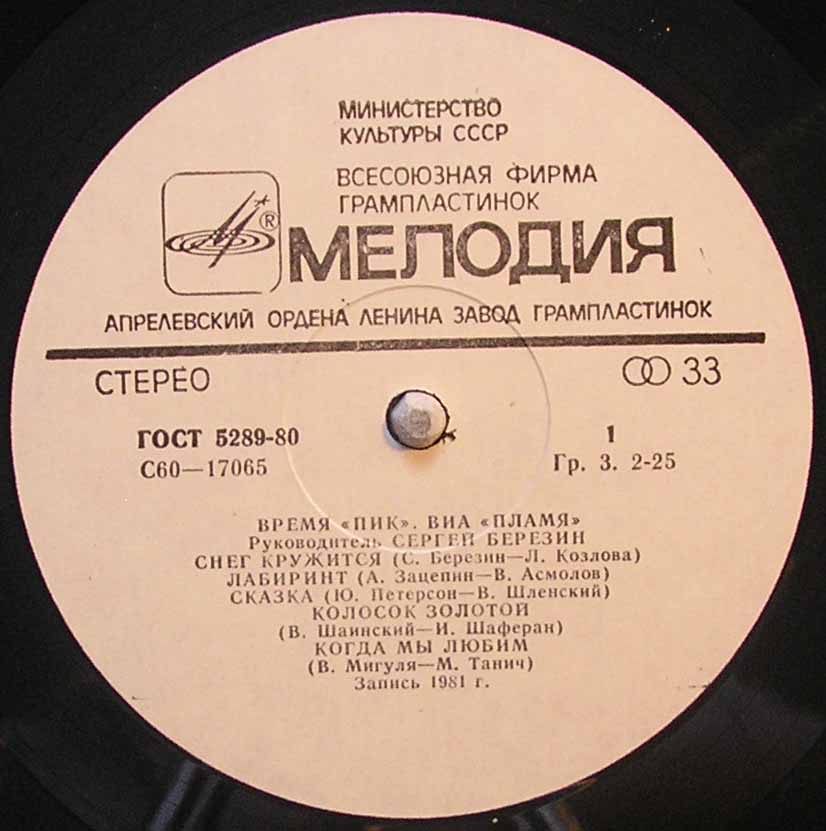 МИНИСТЕРСТВО
КУЛЬТУРЫ СССР
ВСЕСОЮЗНАЯ ФИРМА
ГРАМПЛАСТИНОК
®
МЕЛОДИЯ
АПРЕЛЕВСКИЙ ОРДЕНА ЛЕНИНА ЗАВОД ГРАМПЛАСТИНОК
СТЕРЕО 33
ГОСТ 5289-80 1
С60—17065 Гр. 3. 2-25
ВРЕМЯ «ПИК». ВИА «ПЛАМЯ»
Руководитель СЕРГЕЙ БЕРЕЗИН
СНЕГ КРУЖИТСЯ (С. Березин—Л. Козлова)
ЛАБИРИНТ (А. Зацепин—В. Асмолов)
СКАЗКА (Ю. Петерсон—В. Шленский)
КОЛОСОК ЗОЛОТОЙ
(В. Шаинский—И. Шаферан)
КОГДА МЫ ЛЮБИМ
(В. Мигуля—М. Танич)
Запись 1981 г.